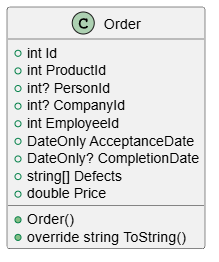 C Order
int Id
int ProductId
int? PersonId
int? CompanyId
int EmployeeId
DateOnly AcceptanceDate
DateOnly? CompletionDate
string[] Defects
double Price
Order()
override string ToString()